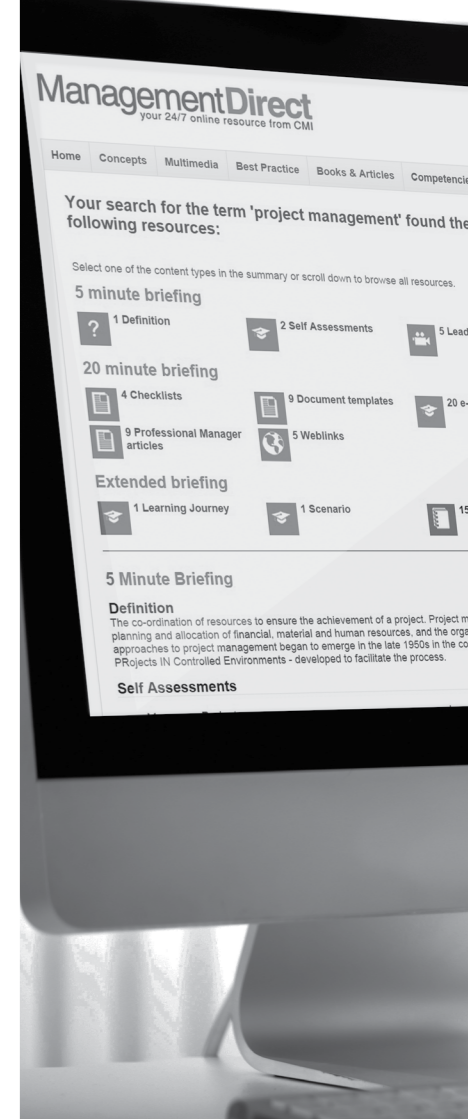 ManagementDirect
your 24/7 online resource from CMI
Home Concepts Multimedia Best Practice Books & Articles Competencie
Your search for the term 'project management' found the
following resources:
Select one of the content types in the summary or scroll down to browse all resources.
5 minute briefing
? 1 Definition 2 Self Assessments 5 Lead
20 minute briefing
4 Checklists 9 Document templates 20 e-
9 Professional Manager 5 Weblinks
articles
Extended briefing
1 Learning Journey 1 Scenario 15
5 Minute Briefing
Definition
The co-ordination of resources to ensure the achievement of a project. Project m
planning and allocation of financial, material and human resources, and the orga
approaches to project management began to emerge in the late 1950s in the co
PRojects IN Controlled Environments - developed to facilitate the process.
Self Assessments